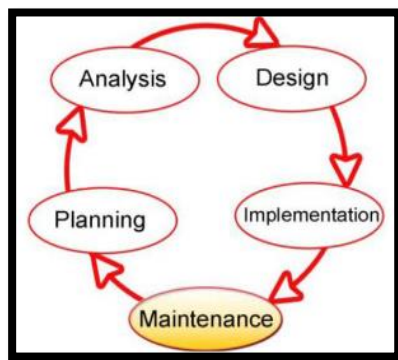 Analysis
Design
Planning
Implementation
Maintenance